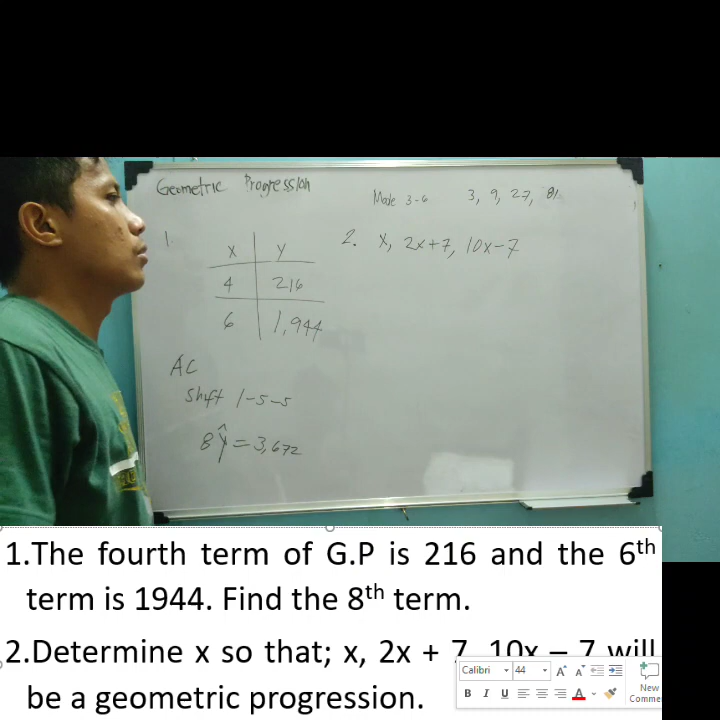 Geometric Progression
Mode 3-6 3, 9, 27, 81
1.
X Y
4 216
6 1,944
2. x, 2x+7, 10x-7
AC
Shift 1-5-5
8Ŷ = 3,672
1.The fourth term of G.P is 216 and the 6th
term is 1944. Find the 8th term.
2.Determine x so that; x, 2x + 7, 10x – 7 will
be a geometric progression.
Calibri 44
B I U A
New
Comme